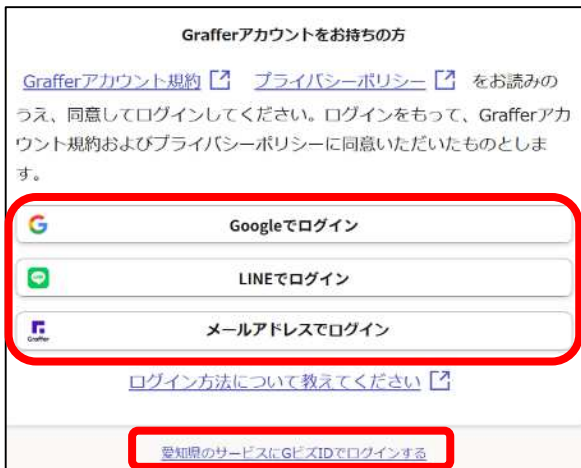 Grafferアカウントをお持ちの方
Grafferアカウント規約 プライバシーポリシー をお読みの
うえ、同意してログインしてください。ログインをもって、Grafferアカ
ウント規約およびプライバシーポリシーに同意いただいたものとしま
す。
Googleでログイン
LINEでログイン
Graffer メールアドレスでログイン
ログイン方法について教えてください
愛知県のサービスにGビズIDでログインする